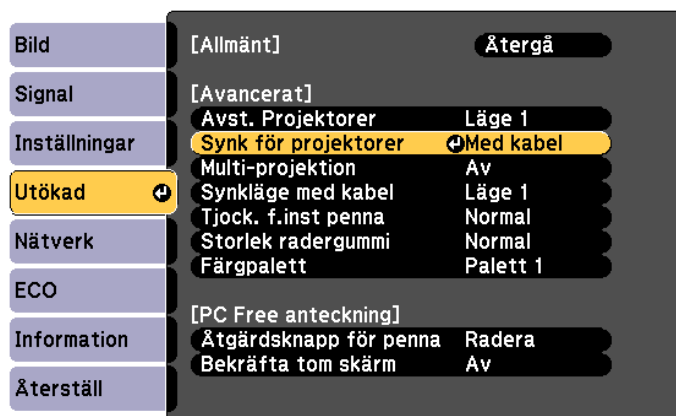 Bild
Signal
Inställningar
Utökad
Nätverk
ECO
Information
Återställ
[Allmänt] Återgå
[Avancerat]
Avst. Projektorer Läge 1
Synk för projektorer Med kabel
Multi-projektion Av
Synkläge med kabel Läge 1
Tjock. f.inst penna Normal
Storlek radergummi Normal
Färgpalett Palett 1
[PC Free anteckning]
Åtgärdsknapp för penna Radera
Bekräfta tom skärm Av